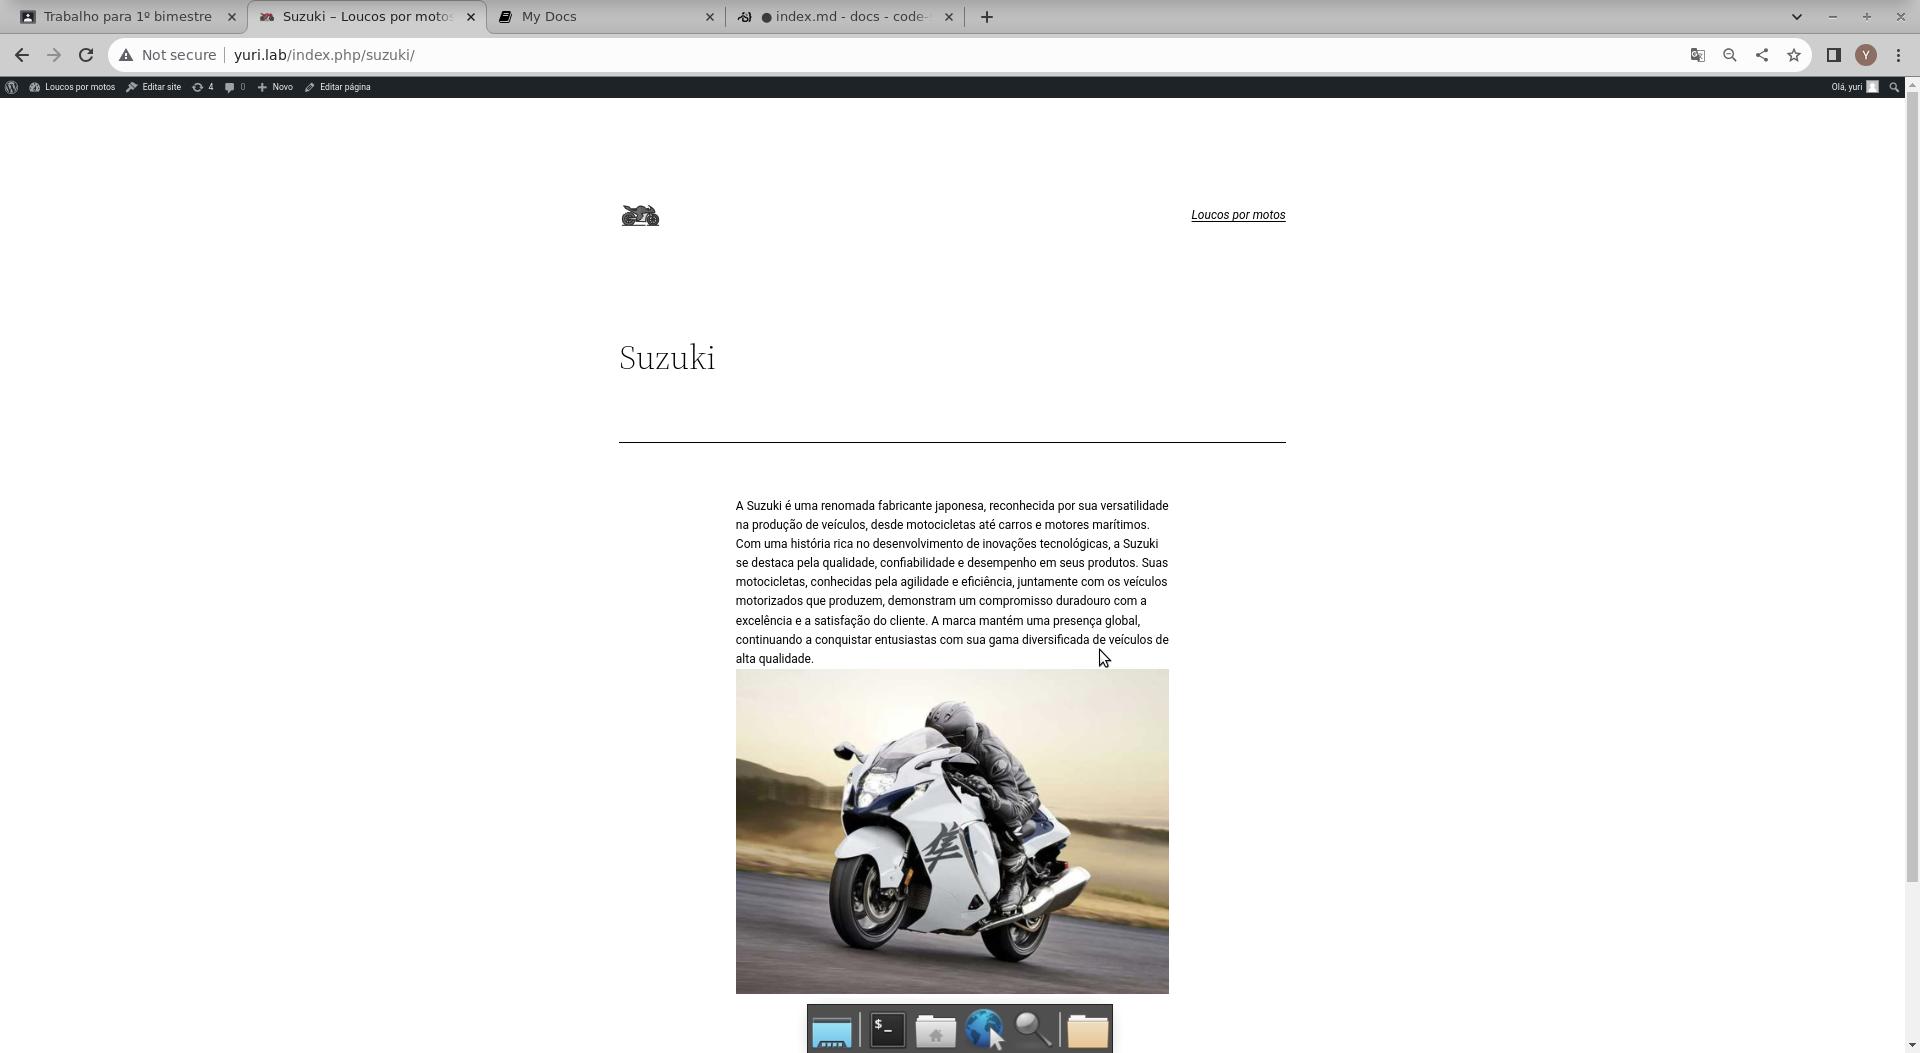 Trabalho para 1º bimestre
Suzuki – Loucos por motos
My Docs
● index.md - docs - code-
Not secure
yuri.lab/index.php/suzuki/
Y
Loucos por motos
Editar site
4
0
Novo
Editar página
Olá, yuri
Loucos por motos
Suzuki
A Suzuki é uma renomada fabricante japonesa, reconhecida por sua versatilidade
na produção de veículos, desde motocicletas até carros e motores marítimos.
Com uma história rica no desenvolvimento de inovações tecnológicas, a Suzuki
se destaca pela qualidade, confiabilidade e desempenho em seus produtos. Suas
motocicletas, conhecidas pela agilidade e eficiência, juntamente com os veículos
motorizados que produzem, demonstram um compromisso duradouro com a
excelência e a satisfação do cliente. A marca mantém uma presença global,
continuando a conquistar entusiastas com sua gama diversificada de veículos de
alta qualidade.
隼
$_